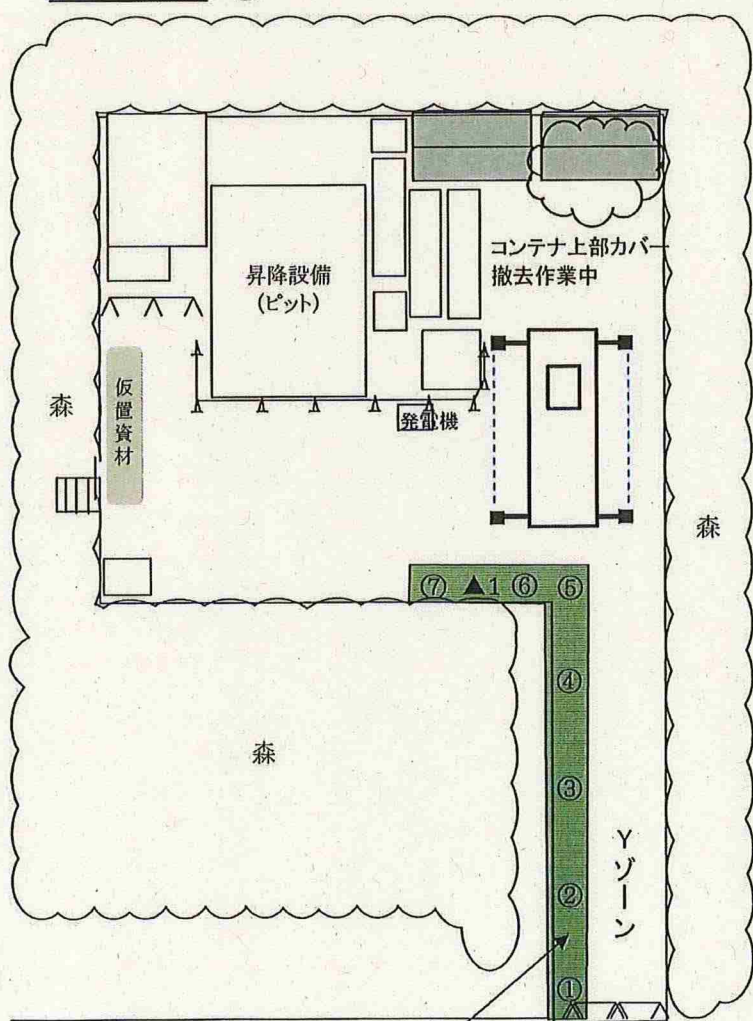 コンテナ上部カバー
撤去作業中
昇降設備
(ピット)
仮置資材
森
発電機
森
⑦ ▲1 ⑥ ⑤
④
③
森
Yゾーン
②
①